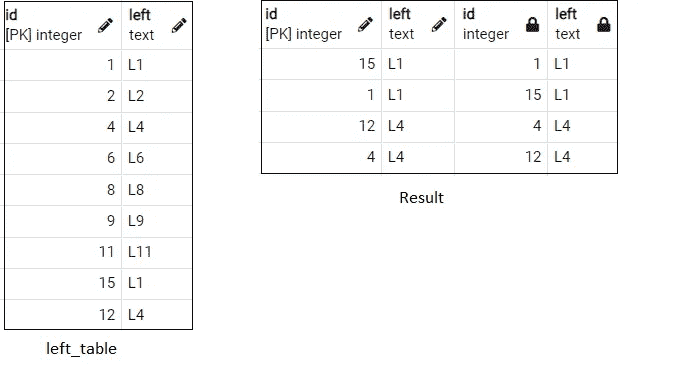 id left
[PK] integer text
1 L1
2 L2
4 L4
6 L6
8 L8
9 L9
11 L11
15 L1
12 L4
left_table
id left id left
[PK] integer text integer text
15 L1 1 L1
1 L1 15 L1
12 L4 4 L4
4 L4 12 L4
Result